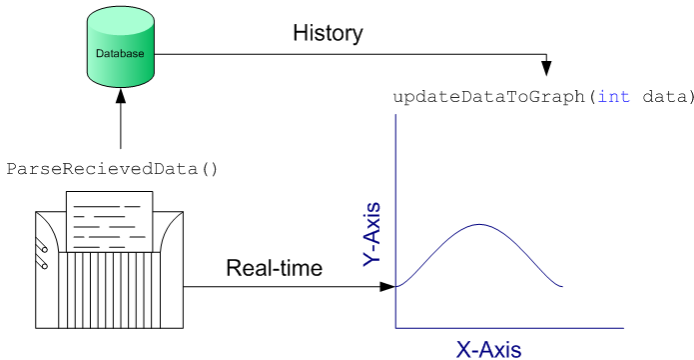 History
Database
updateDataToGraph(int data)
ParseRecievedData()
Y-Axis
Real-time
X-Axis